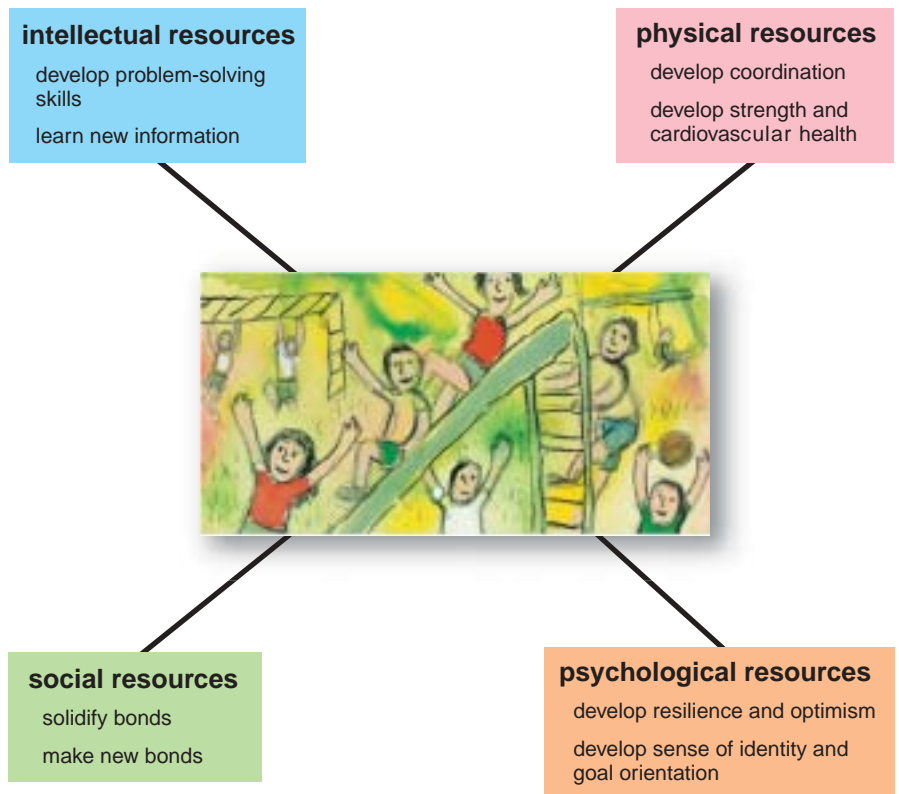 intellectual resources
develop problem-solving
skills
learn new information
physical resources
develop coordination
develop strength and
cardiovascular health
social resources
solidify bonds
make new bonds
psychological resources
develop resilience and optimism
develop sense of identity and
goal orientation